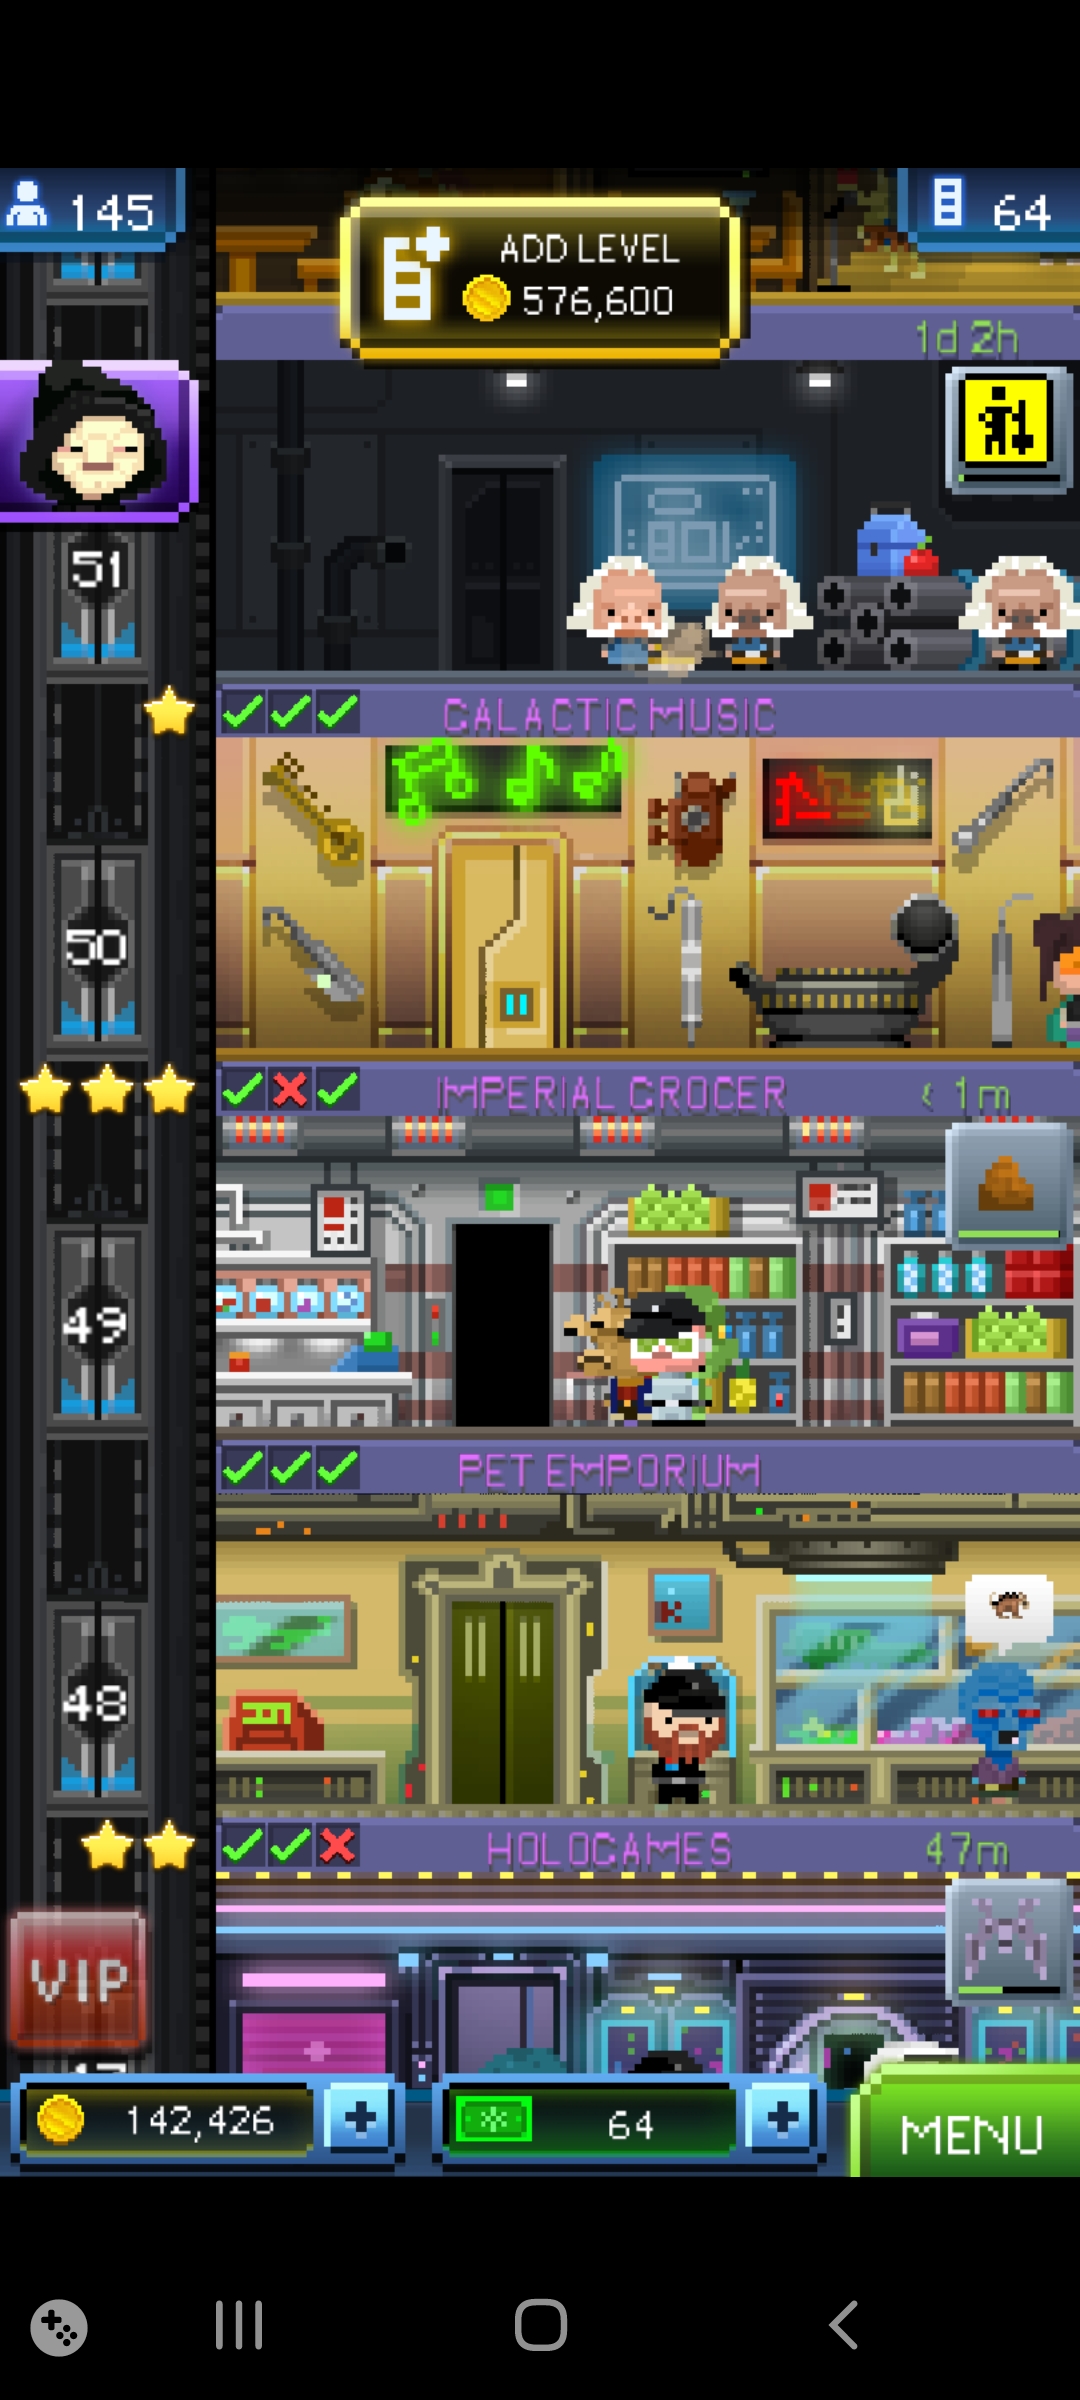 145
ADD LEVEL
576,600
64
1d 2h
51
GALACTIC MUSIC
50
IMPERIAL GROCER
< 1m
49
PET EMPORIUM
48
HOLOGAMES
47m
VIP
142,426
64
MENU